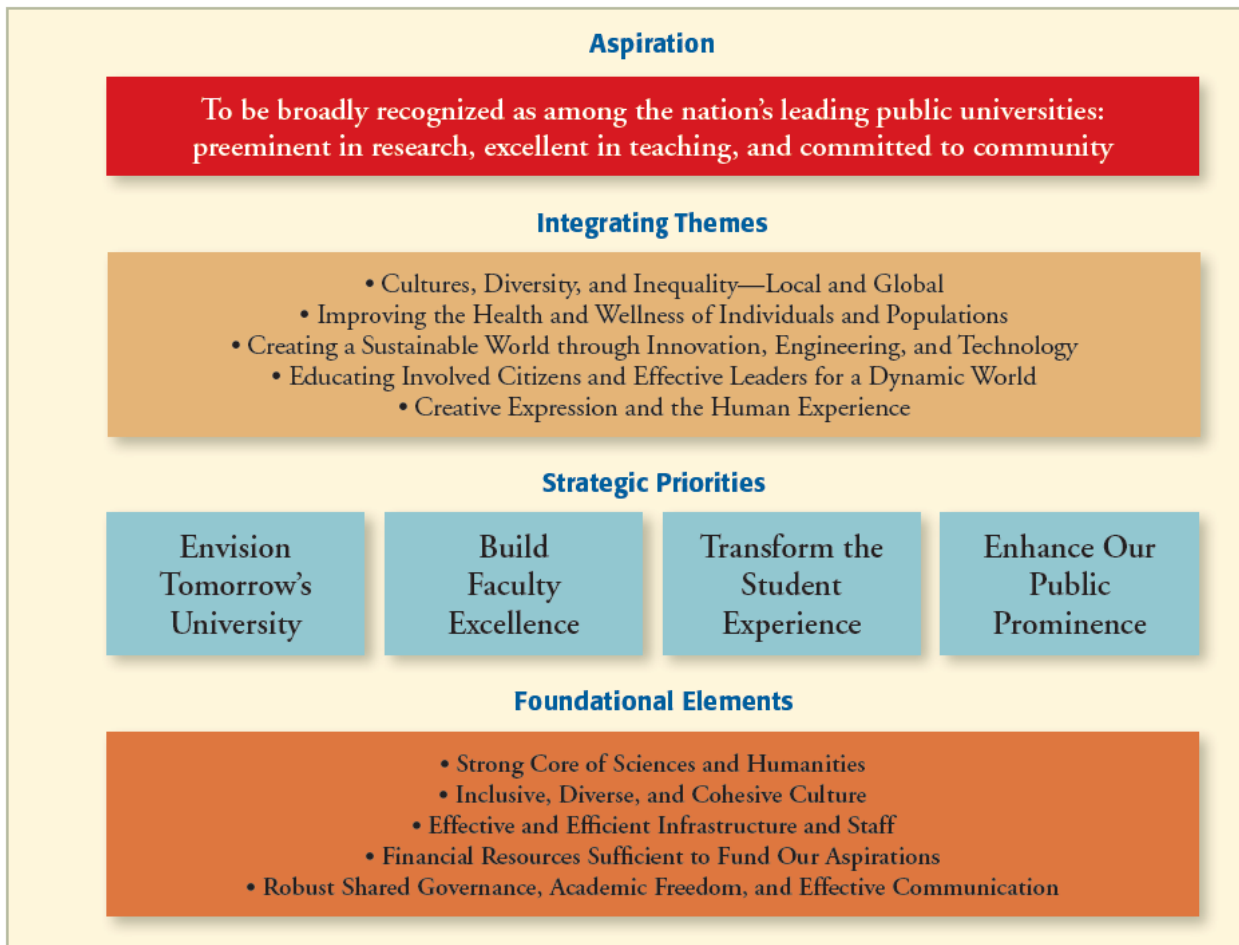 Aspiration
To be broadly recognized as among the nation’s leading public universities:
preeminent in research, excellent in teaching, and committed to community
Integrating Themes
• Cultures, Diversity, and Inequality—Local and Global
• Improving the Health and Wellness of Individuals and Populations
• Creating a Sustainable World through Innovation, Engineering, and Technology
• Educating Involved Citizens and Effective Leaders for a Dynamic World
• Creative Expression and the Human Experience
Strategic Priorities
Envision
Tomorrow’s
University
Build
Faculty
Excellence
Transform the
Student
Experience
Enhance Our
Public
Prominence
Foundational Elements
• Strong Core of Sciences and Humanities
• Inclusive, Diverse, and Cohesive Culture
• Effective and Efficient Infrastructure and Staff
• Financial Resources Sufficient to Fund Our Aspirations
• Robust Shared Governance, Academic Freedom, and Effective Communication